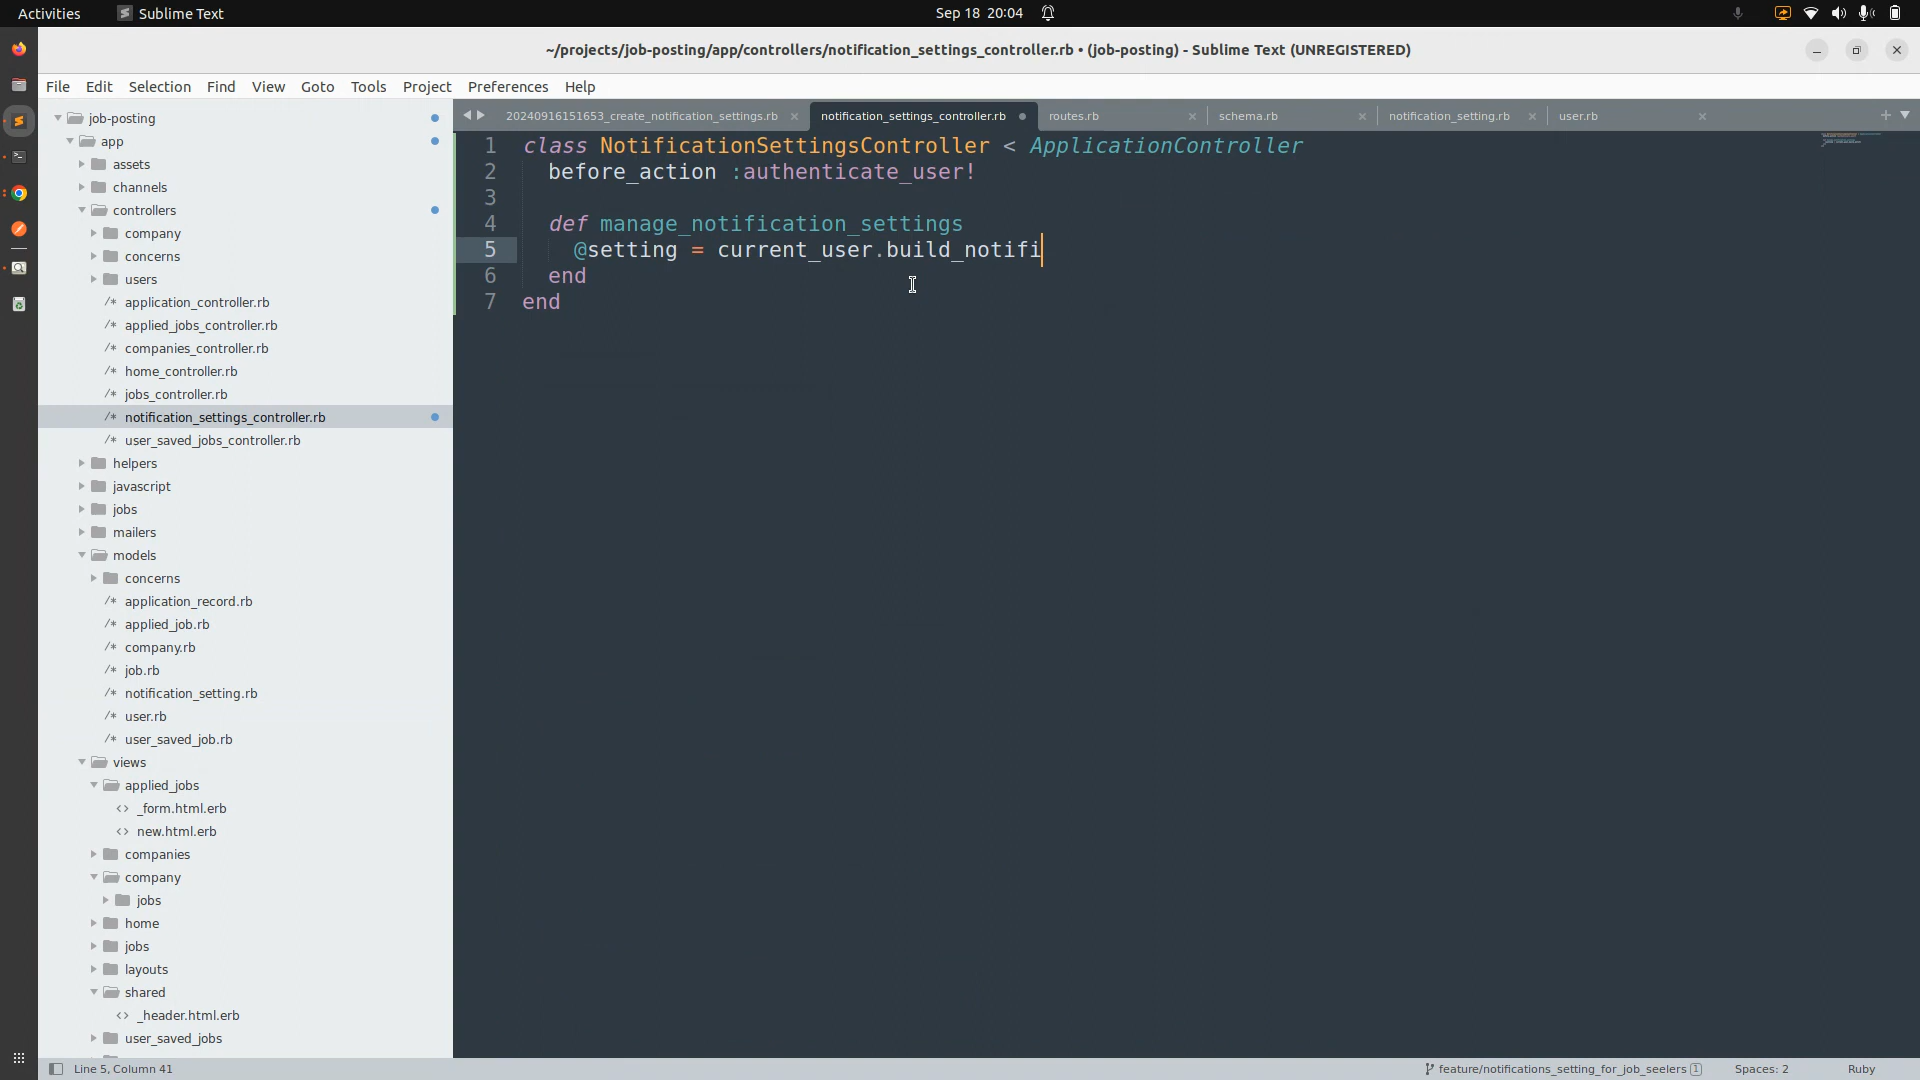 Activities
Sublime Text
Sep 18 20:04
~/projects/job-posting/app/controllers/notification_settings_controller.rb • (job-posting) - Sublime Text (UNREGISTERED)
File Edit Selection Find View Goto Tools Project Preferences Help
job-posting
app
assets
channels
controllers
company
concerns
users
application_controller.rb
applied_jobs_controller.rb
companies_controller.rb
home_controller.rb
jobs_controller.rb
notification_settings_controller.rb
user_saved_jobs_controller.rb
helpers
javascript
jobs
mailers
models
concerns
application_record.rb
applied_job.rb
company.rb
job.rb
notification_setting.rb
user.rb
user_saved_job.rb
views
applied_jobs
_form.html.erb
new.html.erb
companies
company
jobs
home
jobs
layouts
shared
_header.html.erb
user_saved_jobs
20240916151653_create_notification_settings.rb
notification_settings_controller.rb
routes.rb
schema.rb
notification_setting.rb
user.rb
1 class NotificationSettingsController < ApplicationController
2 before_action :authenticate_user!
3
4 def manage_notification_settings
5 @setting = current_user.build_notifi
6 end
7 end
Line 5, Column 41
feature/notifications_setting_for_job_seelers 1
Spaces: 2
Ruby